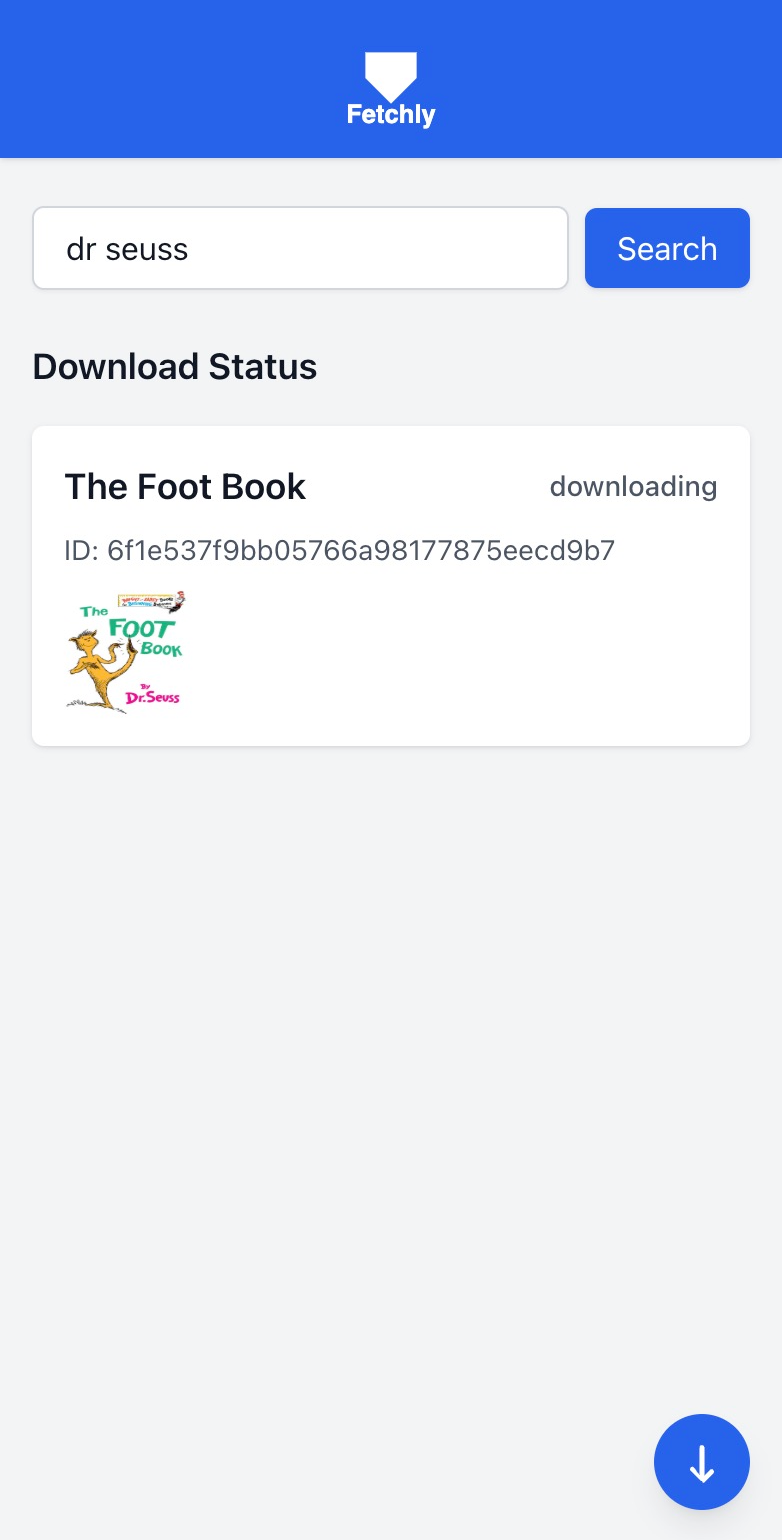 Fetchly
dr seuss
Search
Download Status
The Foot Book
downloading
ID: 6f1e537f9bb05766a98177875eecd9b7
The
FOOT
BOOK
By
Dr. Seuss